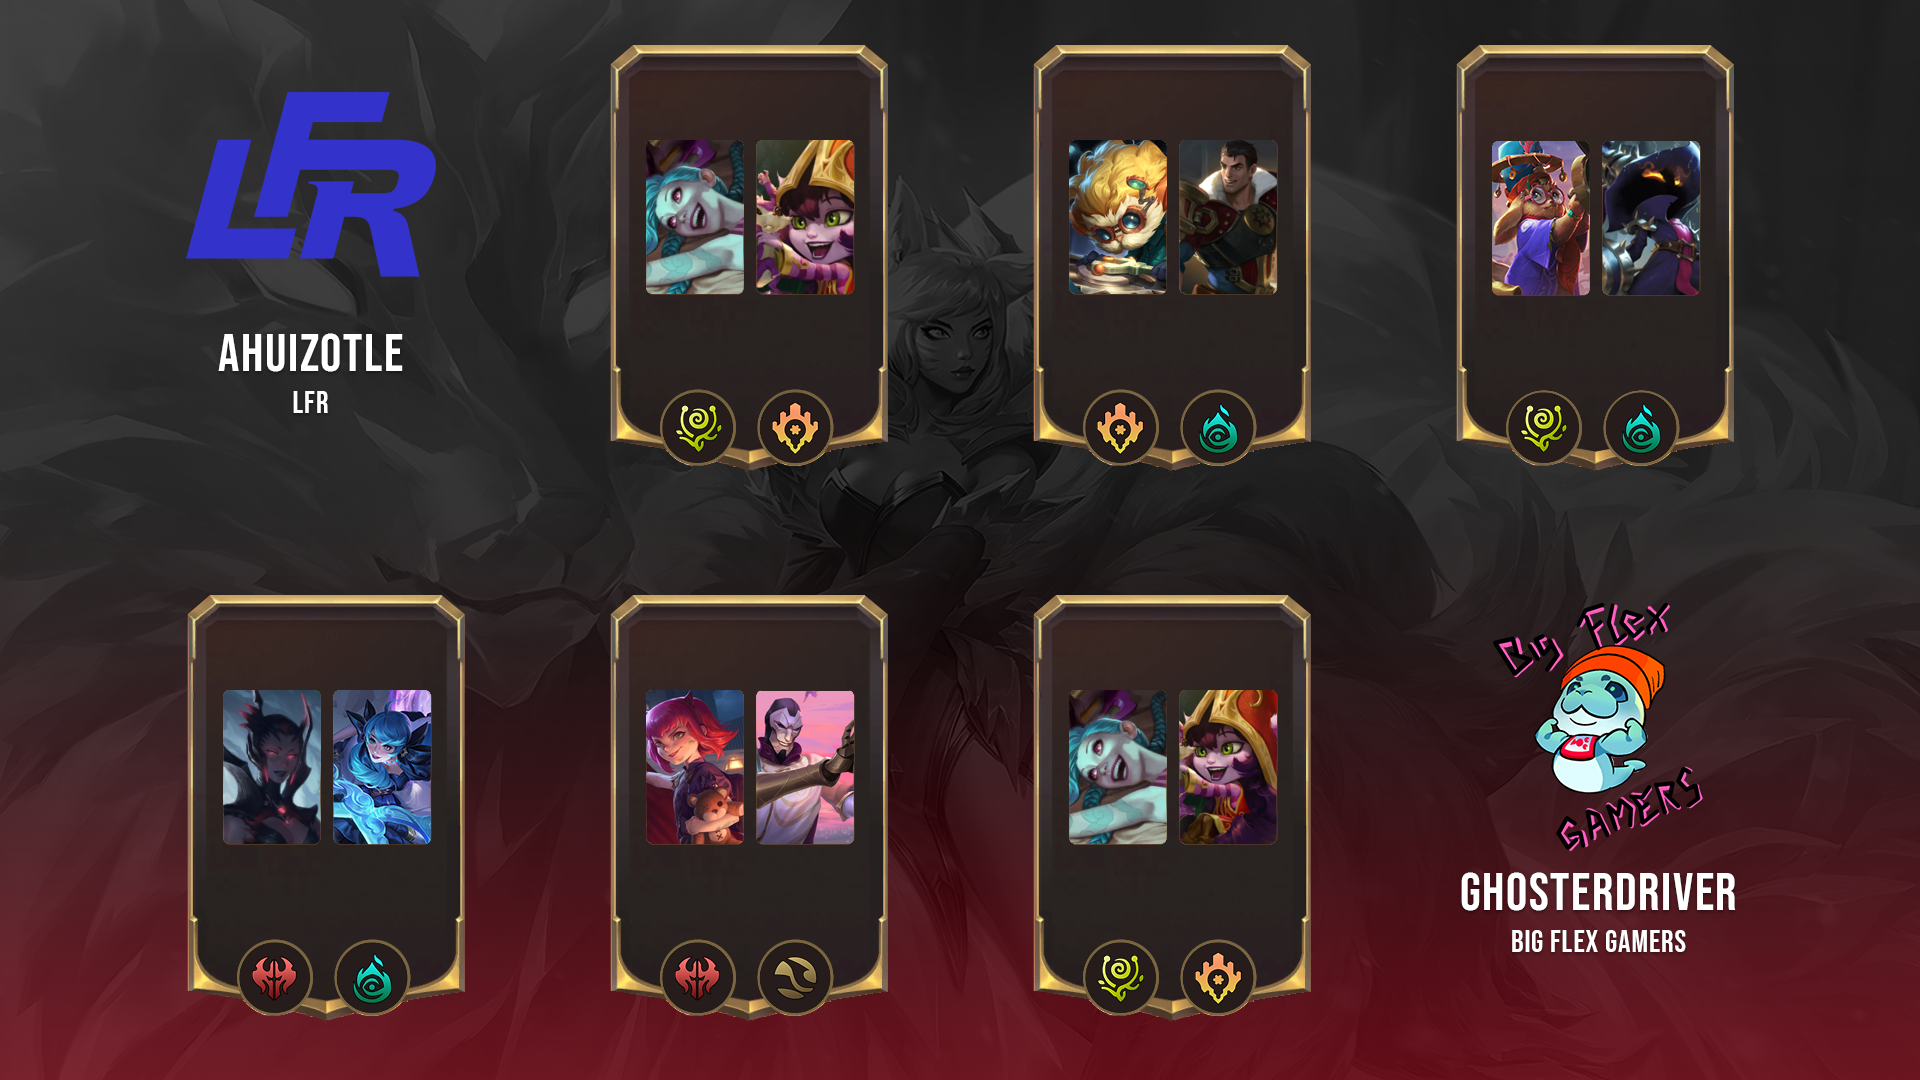 LFR
AHUIZOTLE
LFR
Big Flex
GAMERS
GHOSTERDRIVER
BIG FLEX GAMERS